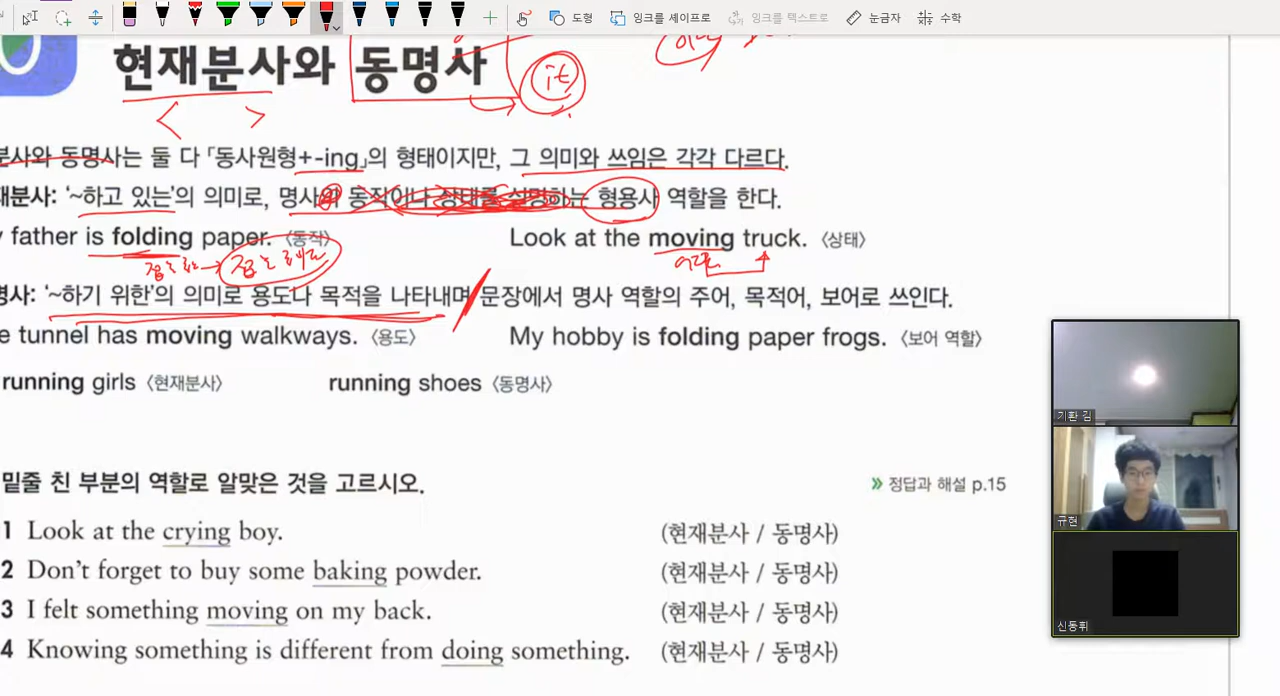 도형 잉크를 셰이프로 잉크를 텍스트로 눈금자 수학
현재분사와 동명사
it
분사와 동명사는 둘 다 「동사원형+-ing」의 형태이지만, 그 의미와 쓰임은 각각 다르다.
재분사: '~하고 있는'의 의미로, 명사의 동작이나 상태를 설명하는 형용사 역할을 한다.
y father is folding paper. 〈동작〉 Look at the moving truck. 〈상태〉
명사: '~하기 위한'의 의미로 용도나 목적을 나타내며 문장에서 명사 역할의 주어, 목적어, 보어로 쓰인다.
e tunnel has moving walkways. 〈용도〉 My hobby is folding paper frogs. 〈보어 역할〉
running girls 〈현재분사〉 running shoes 〈동명사〉
밑줄 친 부분의 역할로 알맞은 것을 고르시오.
» 정답과 해설 p.15
1 Look at the crying boy. (현재분사 / 동명사)
2 Don't forget to buy some baking powder. (현재분사 / 동명사)
3 I felt something moving on my back. (현재분사 / 동명사)
4 Knowing something is different from doing something. (현재분사 / 동명사)
기환 김
규현
신동휘